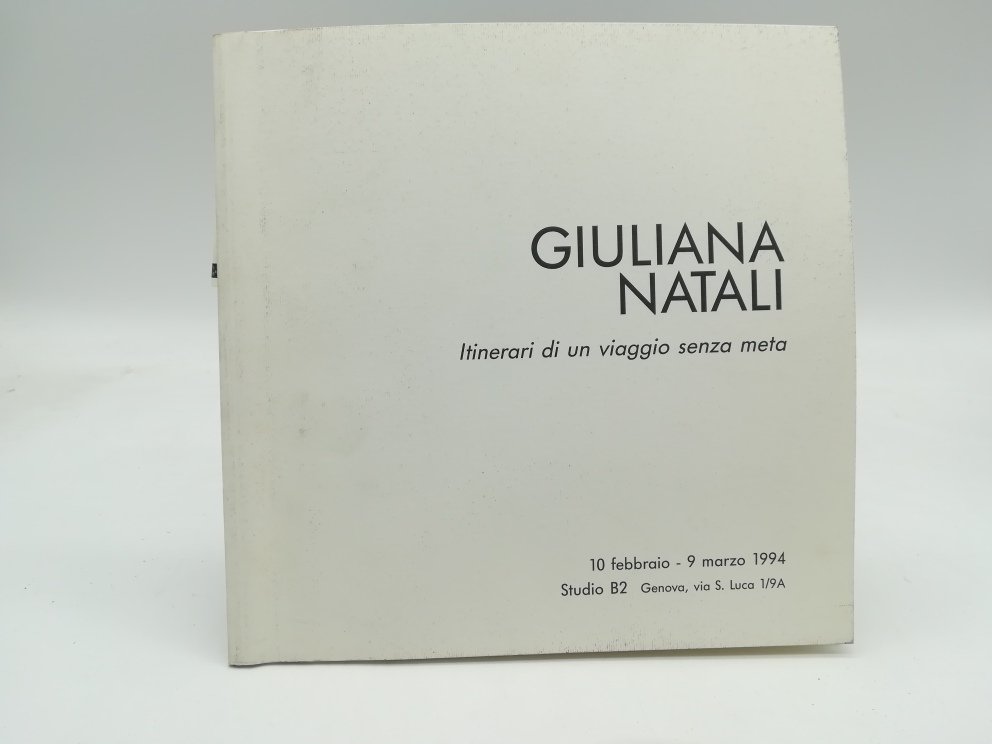 GIULIANA
NATALI
Itinerari di un viaggio senza meta
10 febbraio - 9 marzo 1994
Studio B2 Genova, via S. Luca 1/9A